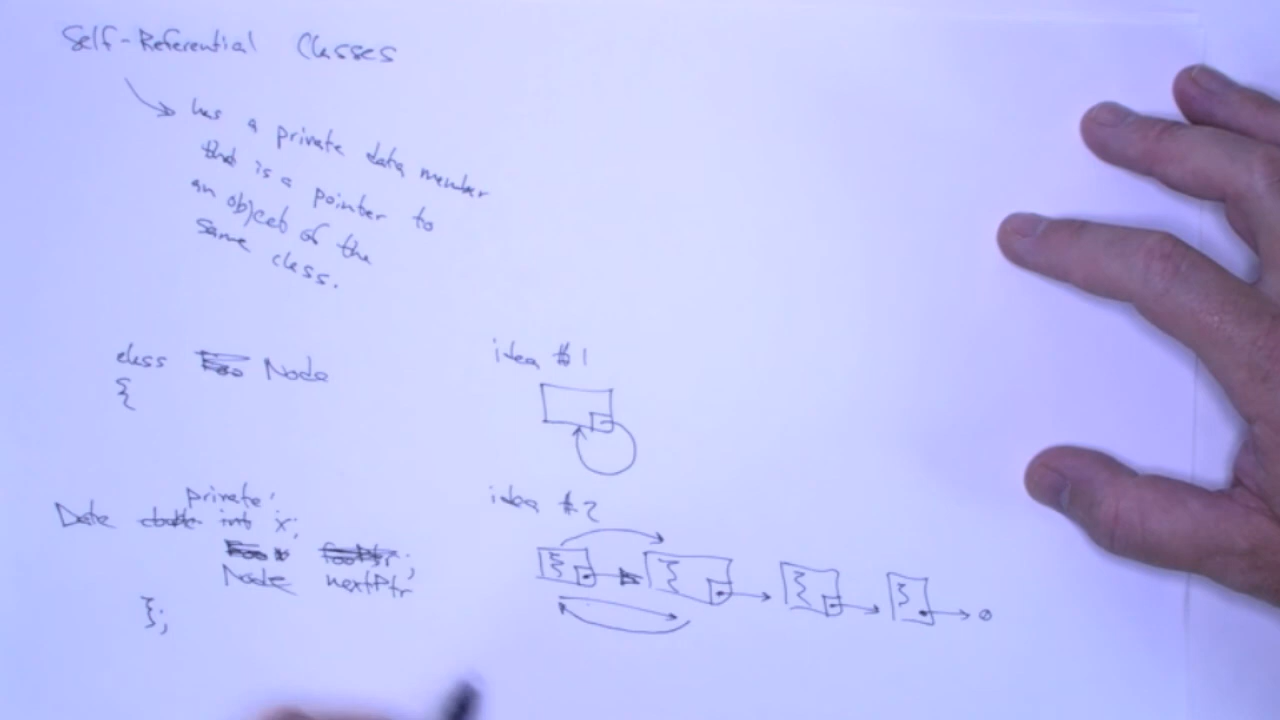 Self-Referential Classes
has a private data member
that is a pointer to
an object of the
same class.
class Node
{
private:
Date int x;
Node nextPtr
};
idea #1
idea #2